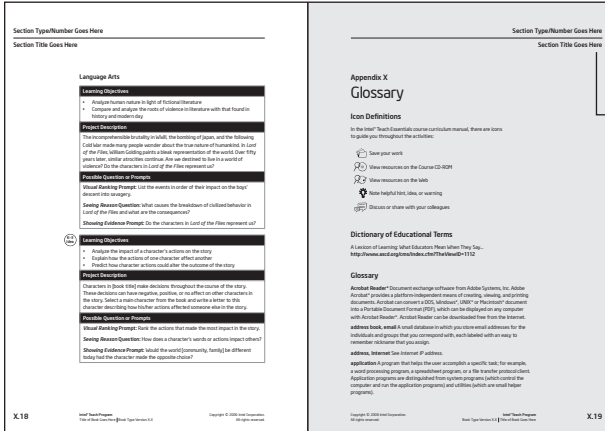 Section Type/Number Goes Here
Section Title Goes Here
Language Arts
Learning Objectives
• Analyze human nature in light of fictional literature
• Compare and analyze the roots of violence in literature with that found in
history and modern day
Project Description
The incomprehensible brutality in WWII, the bombing of Japan, and the following
Cold War made many people wonder about the true nature of humankind. In Lord
of the Flies, William Golding paints a bleak representation of the world. Over fifty
years later, similar atrocities continue. Are we destined to live in a world of
violence? Do the characters in Lord of the Flies represent us?
Possible Question or Prompts
Visual Ranking Prompt: List the events in order of their impact on the boys'
descent into savagery.
Seeing Reason Question: What causes the breakdown of civilized behavior in
Lord of the Flies and what are the consequences?
Showing Evidence Prompt: Do the characters in Lord of the Flies represent us?
Learning Objectives
• Analyze the impact of a character's actions on the story
• Explain how the actions of one character affect another
• Predict how character actions could alter the outcome of the story
Project Description
Characters in [book title] make decisions throughout the course of the story.
These decisions can have negative, positive, or no affect on other characters in
the story. Select a main character from the book and write a letter to this
character describing how his/her actions affected someone else in the story.
Possible Question or Prompts
Visual Ranking Prompt: Rank the actions that made the most impact in the story.
Seeing Reason Question: How does a character's words or actions impact others?
Showing Evidence Prompt: Would the world [community, family] be different
today had the character made the opposite choice?
X.18
Intel® Teach Program
Title of Book Goes Here | Book Type Version X.X
Copyright © 2008 Intel Corporation.
All rights reserved.
Section Type/Number Goes Here
Section Title Goes Here
Appendix X
Glossary
Icon Definitions
In the Intel® Teach Essentials course curriculum manual, there are icons
to guide you throughout the activities:
Save your work
View resources on the Course CD-ROM
View resources on the Web
Note helpful hint, idea, or warning
Discuss or share with your colleagues
Dictionary of Educational Terms
A Lexicon of Learning: What Educators Mean When They Say...
http://www.ascd.org/cms/index.cfm?TheViewID=1112
Glossary
Acrobat Reader* Document exchange software from Adobe Systems, Inc. Adobe
Acrobat* provides a platform-independent means of creating, viewing, and printing
documents. Acrobat can convert a DOS, Windows*, UNIX* or Macintosh* document
into a Portable Document Format (PDF), which can be displayed on any computer
with Acrobat Reader*. Acrobat Reader can be downloaded free from the Internet.
address book, email A small database in which you store email addresses for the
individuals and groups that you correspond with, each labeled with an easy to
remember nickname that you assign.
address, Internet See Internet IP address.
application A program that helps the user accomplish a specific task; for example,
a word processing program, a spreadsheet program, or a file transfer protocol client.
Application programs are distinguished from system programs (which control the
computer and run the application programs) and utilities (which are small helper
programs).
Copyright © 2008 Intel Corporation.
All rights reserved.
Intel® Teach Program
Book Type Version X.X | Title of Book Goes Here
X.19